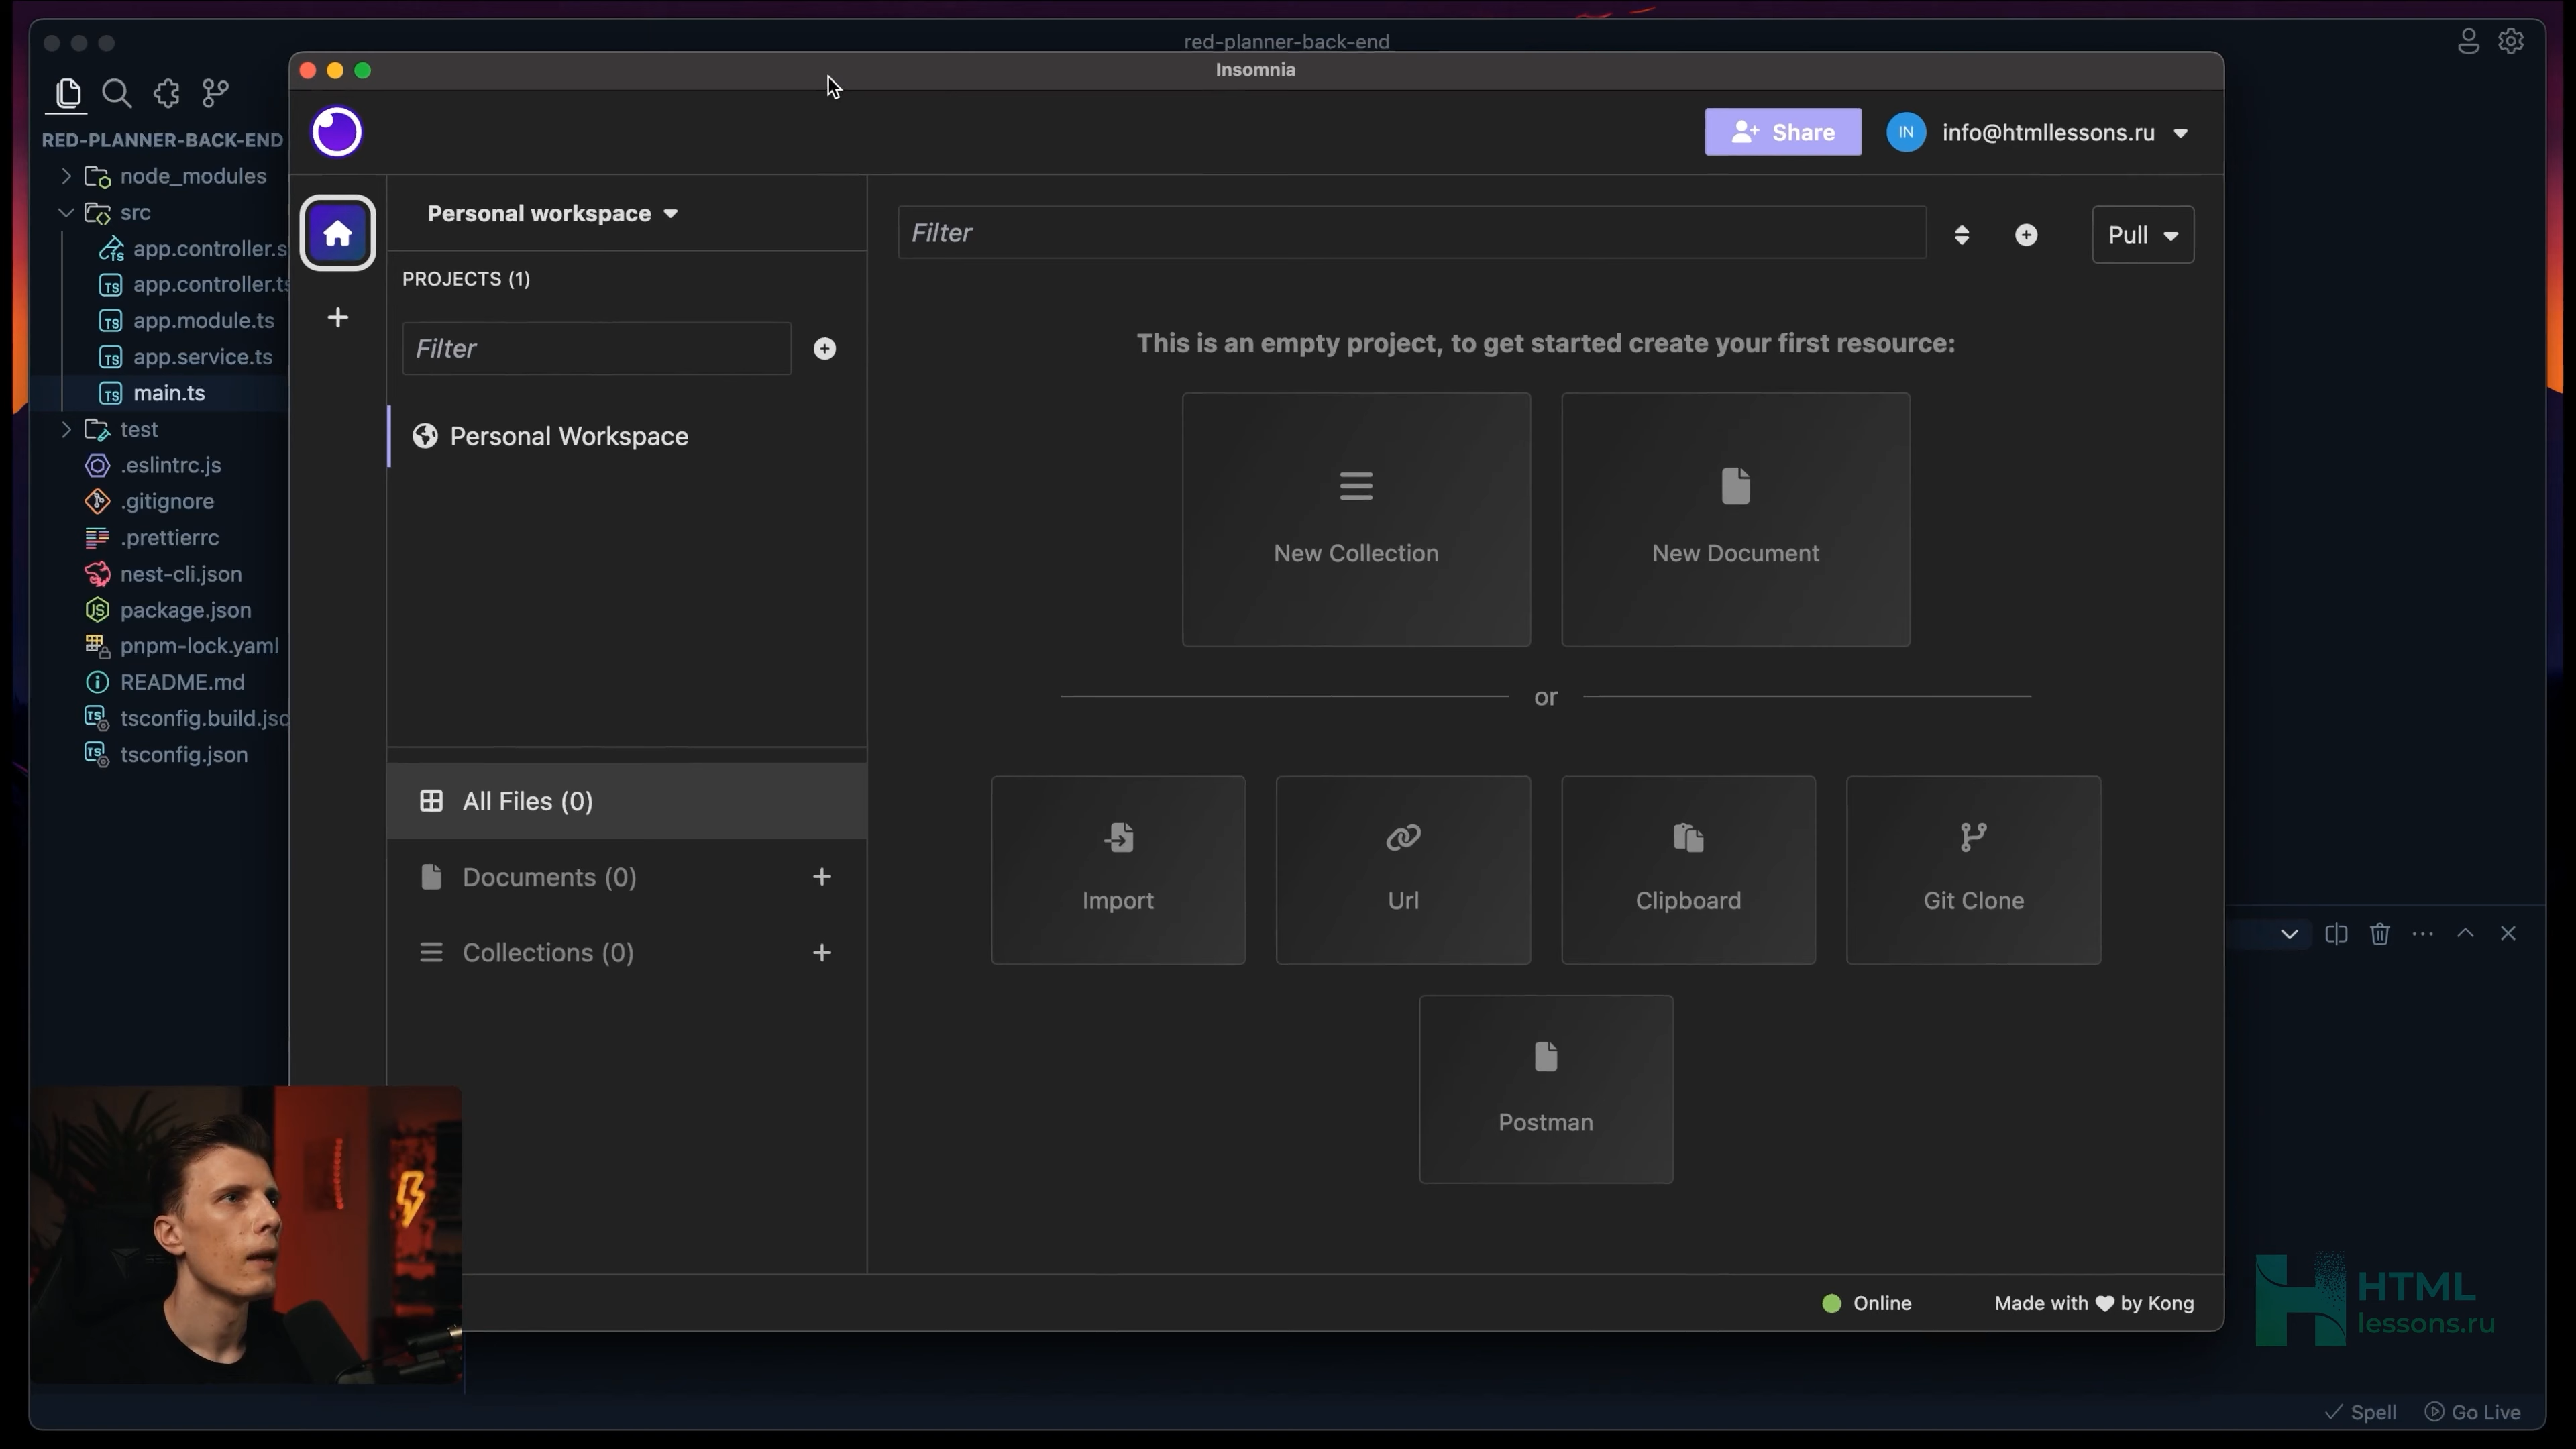 red-planner-back-end
Insomnia
Share
IN
info@htmllessons.ru
RED-PLANNER-BACK-END
node_modules
src
app.controller.s
app.controller.ts
app.module.ts
app.service.ts
main.ts
test
.eslintrc.js
.gitignore
.prettierrc
nest-cli.json
package.json
pnpm-lock.yaml
README.md
tsconfig.build.jso
tsconfig.json
Personal workspace
PROJECTS (1)
Filter
Personal Workspace
All Files (0)
Documents (0)
Collections (0)
Filter
Pull
This is an empty project, to get started create your first resource:
New Collection
New Document
or
Import
Url
Clipboard
Git Clone
Postman
Online
Made with ♥ by Kong
HTML
lessons.ru
Spell
Go Live